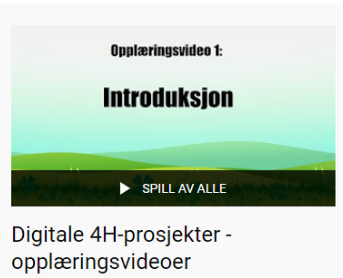 Opplæringsvideo 1:
Introduksjon
SPILL AV ALLE
Digitale 4H-prosjekter -
opplæringsvideoer